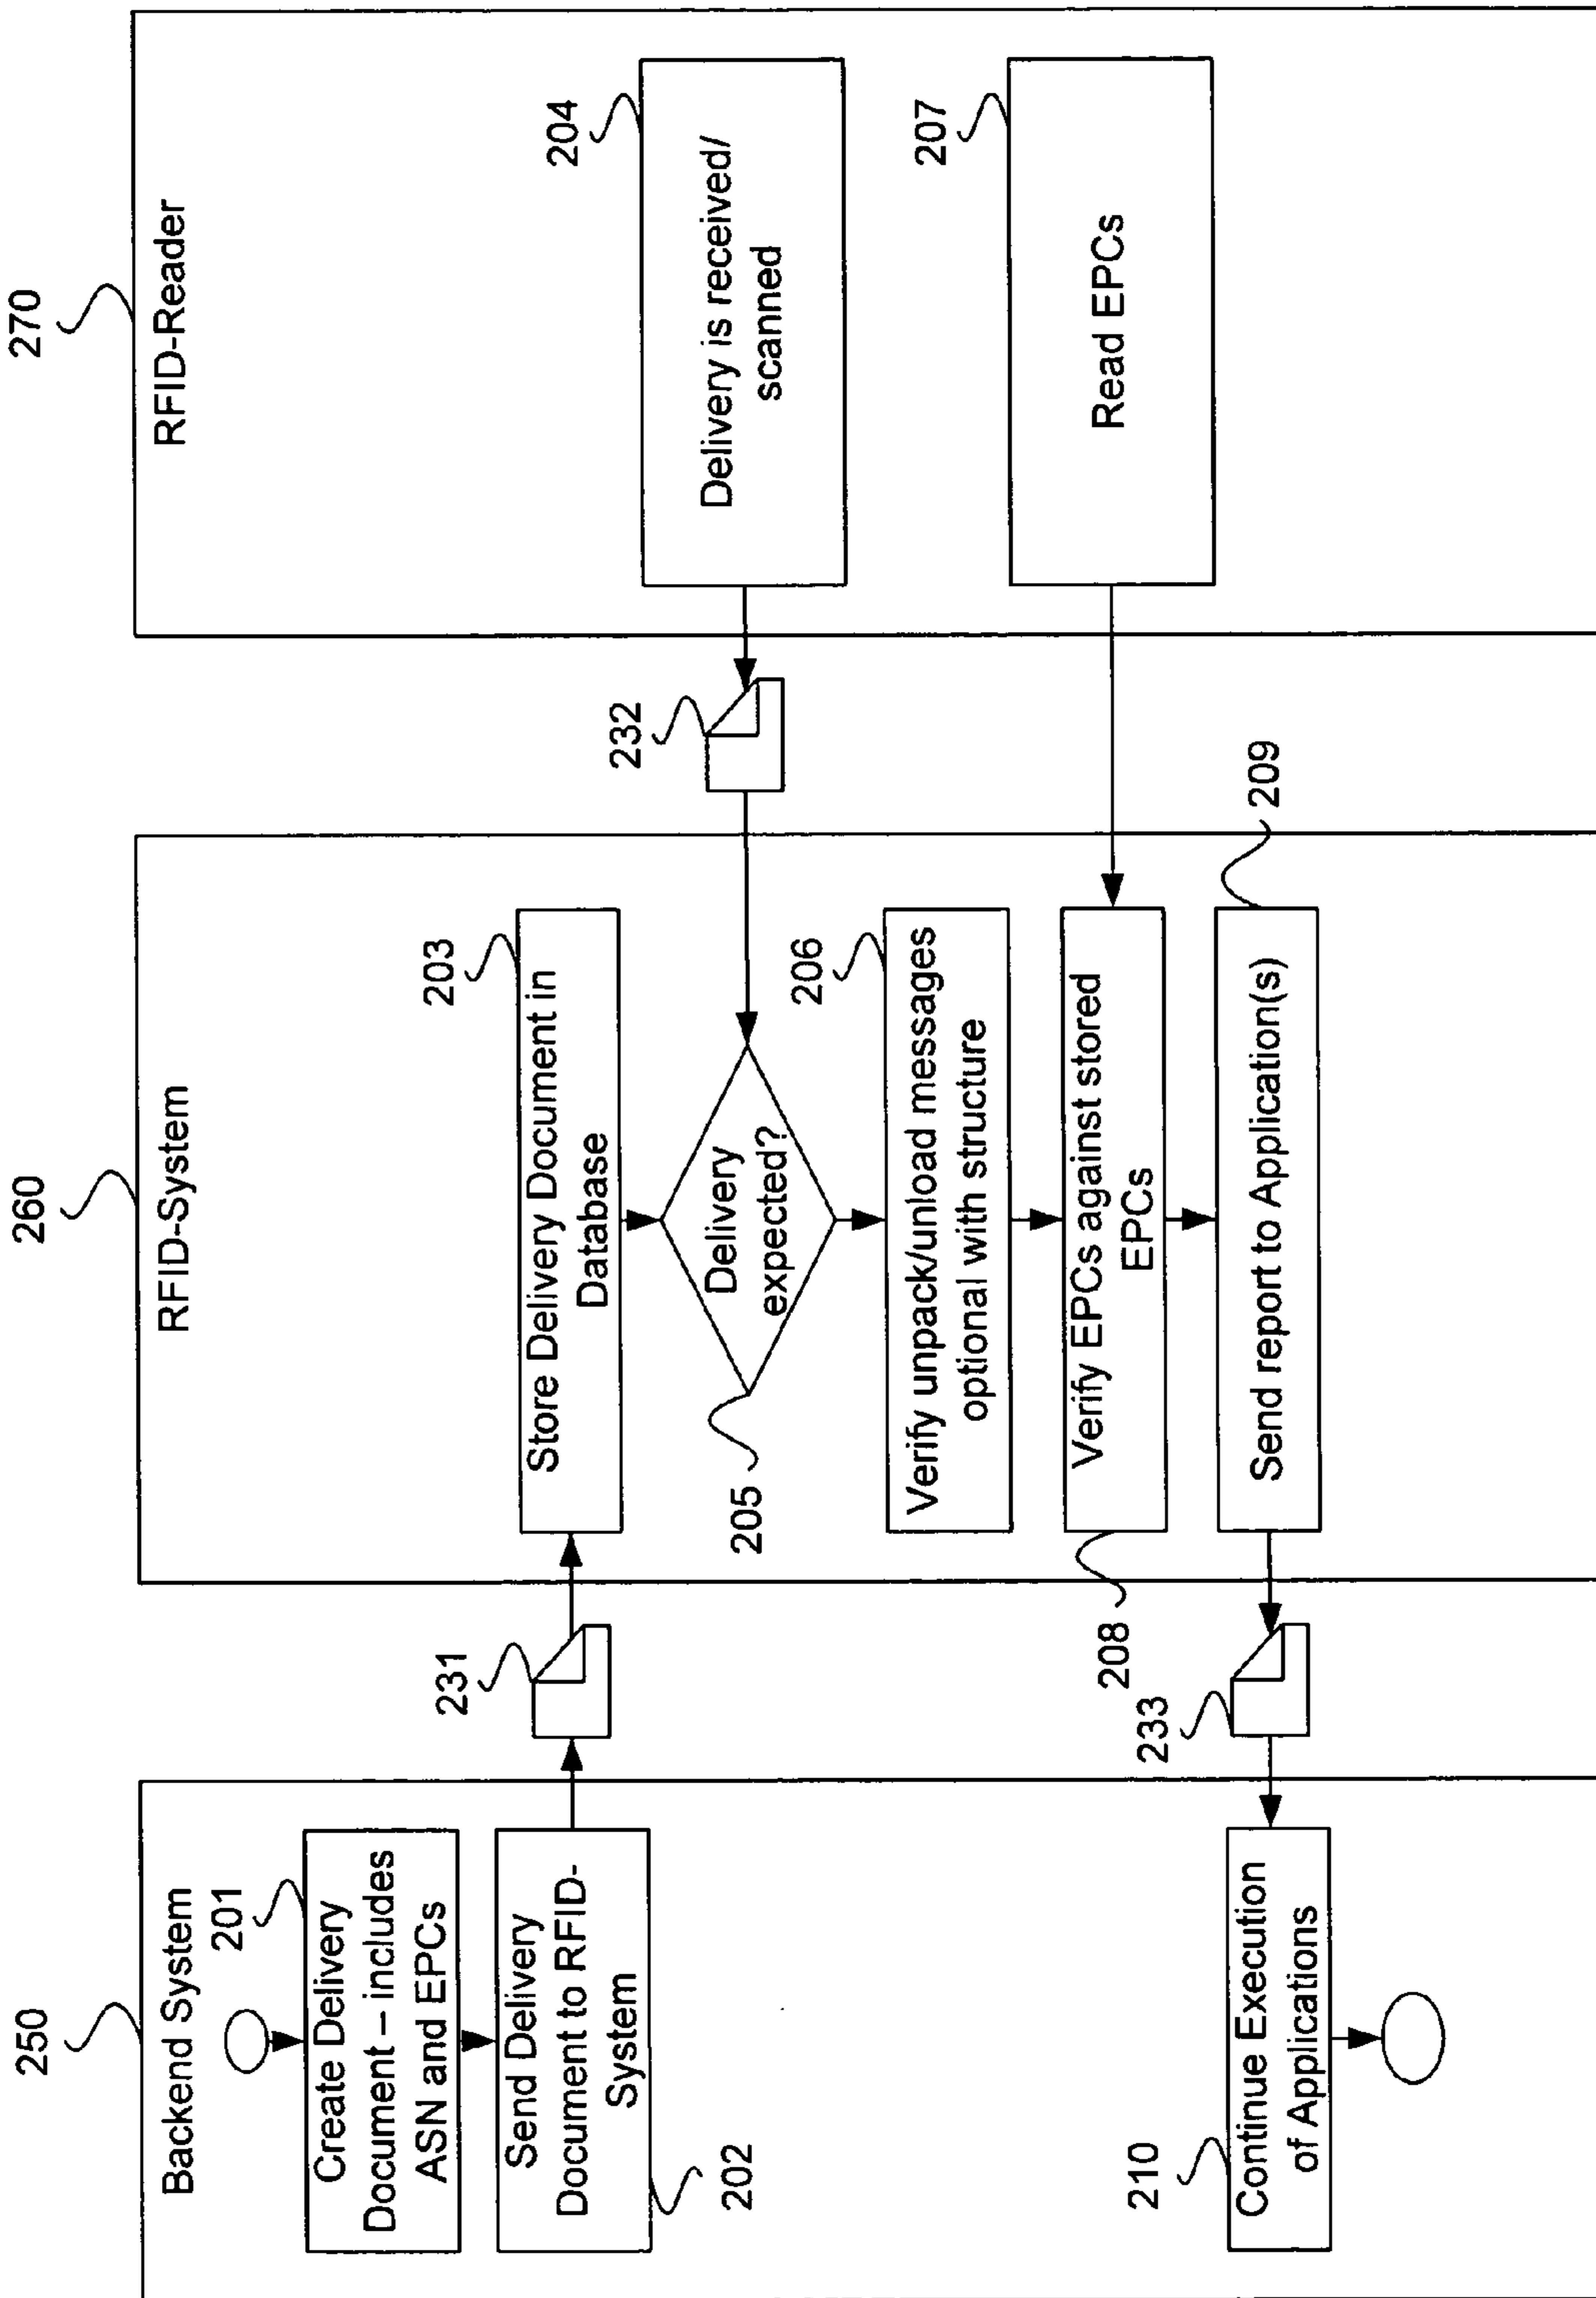 250
Backend System
201
Create Delivery
Document – includes
ASN and EPCs
Send Delivery
Document to RFID-
System
202
210
Continue Execution
of Applications
231
233
260
RFID-System
203
Store Delivery Document in
Database
205
Delivery
expected?
206
Verify unpack/unload messages
optional with structure
208
Verify EPCs against stored
EPCs
209
Send report to Application(s)
232
270
RFID-Reader
204
Delivery is received/
scanned
207
Read EPCs